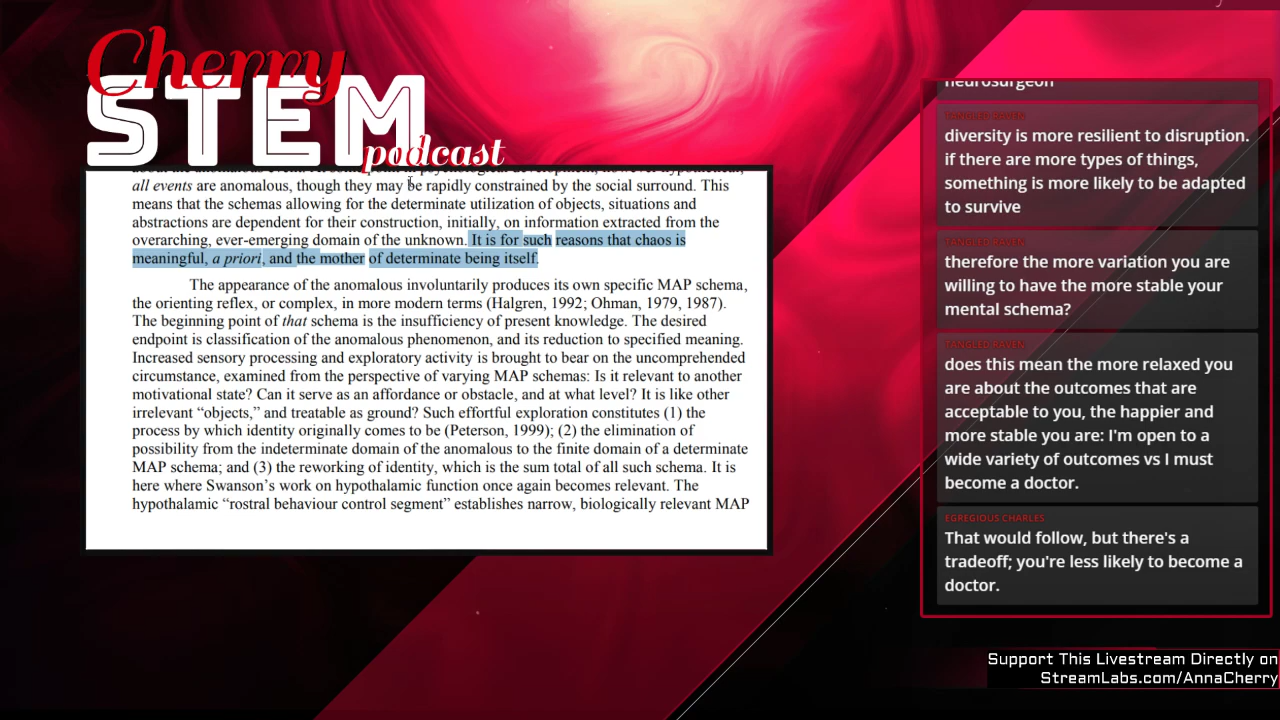 Cherry
STEM
podcast
all events are anomalous, though they may be rapidly constrained by the social surround. This
means that the schemas allowing for the determinate utilization of objects, situations and
abstractions are dependent for their construction, initially, on information extracted from the
overarching, ever-emerging domain of the unknown. It is for such reasons that chaos is
meaningful, a priori, and the mother of determinate being itself.
The appearance of the anomalous involuntarily produces its own specific MAP schema,
the orienting reflex, or complex, in more modern terms (Halgren, 1992; Ohman, 1979, 1987).
The beginning point of that schema is the insufficiency of present knowledge. The desired
endpoint is classification of the anomalous phenomenon, and its reduction to specified meaning.
Increased sensory processing and exploratory activity is brought to bear on the uncomprehended
circumstance, examined from the perspective of varying MAP schemas: Is it relevant to another
motivational state? Can it serve as an affordance or obstacle, and at what level? It is like other
irrelevant “objects,” and treatable as ground? Such effortful exploration constitutes (1) the
process by which identity originally comes to be (Peterson, 1999); (2) the elimination of
possibility from the indeterminate domain of the anomalous to the finite domain of a determinate
MAP schema; and (3) the reworking of identity, which is the sum total of all such schema. It is
here where Swanson’s work on hypothalamic function once again becomes relevant. The
hypothalamic “rostral behaviour control segment” establishes narrow, biologically relevant MAP
neurosurgeon
TANGLED RAVEN
diversity is more resilient to disruption.
if there are more types of things,
something is more likely to be adapted
to survive
TANGLED RAVEN
therefore the more variation you are
willing to have the more stable your
mental schema?
TANGLED RAVEN
does this mean the more relaxed you
are about the outcomes that are
acceptable to you, the happier and
more stable you are: I'm open to a
wide variety of outcomes vs I must
become a doctor.
EGREGIOUS CHARLES
That would follow, but there's a
tradeoff; you're less likely to become a
doctor.
Support This Livestream Directly on
StreamLabs.com/AnnaCherry